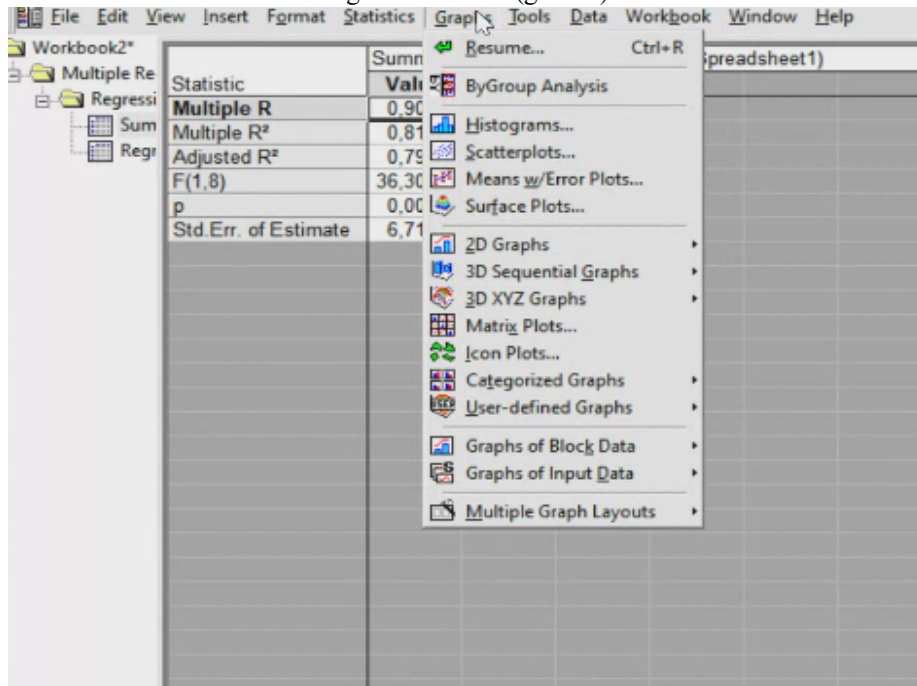 File Edit View Insert Format Statistics Graphs Tools Data Workbook Window Help
Workbook2*
Multiple Re
Regressi
Sum
Regr
Summ
Spreadsheet1)
Statistic Valu
Multiple R 0,90
Multiple R² 0,81
Adjusted R² 0,79
F(1,8) 36,30
p 0,00
Std.Err. of Estimate 6,71
Resume... Ctrl+R
ByGroup Analysis
Histograms...
Scatterplots...
Means w/Error Plots...
Surface Plots...
2D Graphs
3D Sequential Graphs
3D XYZ Graphs
Matrix Plots...
Icon Plots...
Categorized Graphs
User-defined Graphs
Graphs of Block Data
Graphs of Input Data
Multiple Graph Layouts